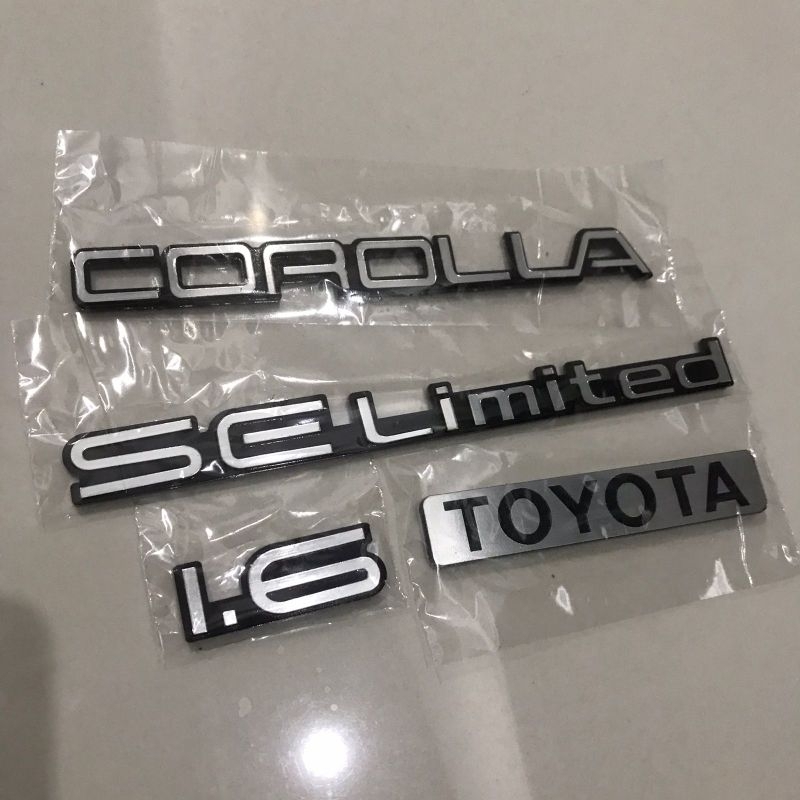 COROLLA
SE Limited
1.6
TOYOTA